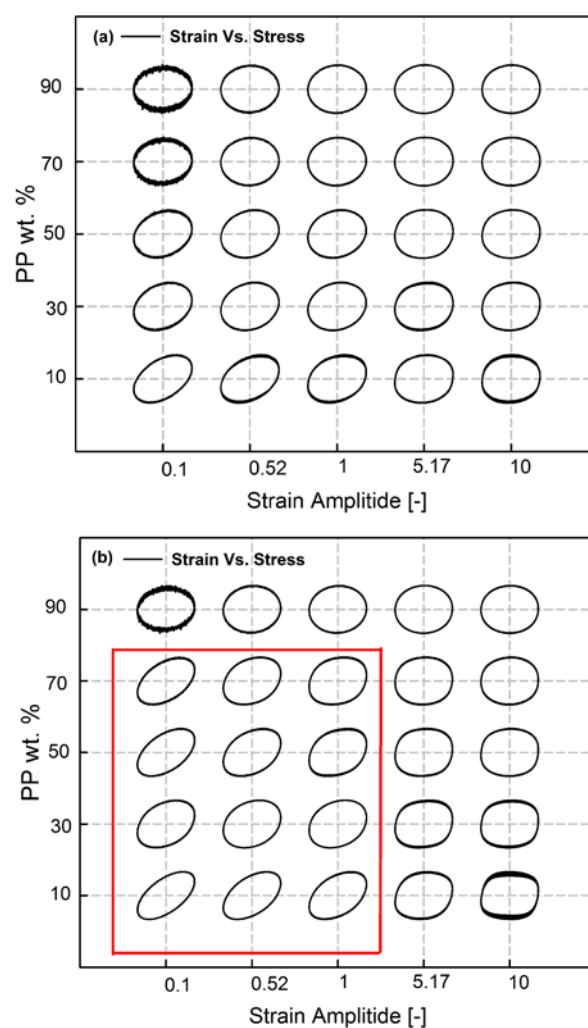 (a) — Strain Vs. Stress
PP wt. %
90
70
50
30
10
0.1 0.52 1 5.17 10
Strain Amplitide [-]
(b) — Strain Vs. Stress
PP wt. %
90
70
50
30
10
0.1 0.52 1 5.17 10
Strain Amplitide [-]